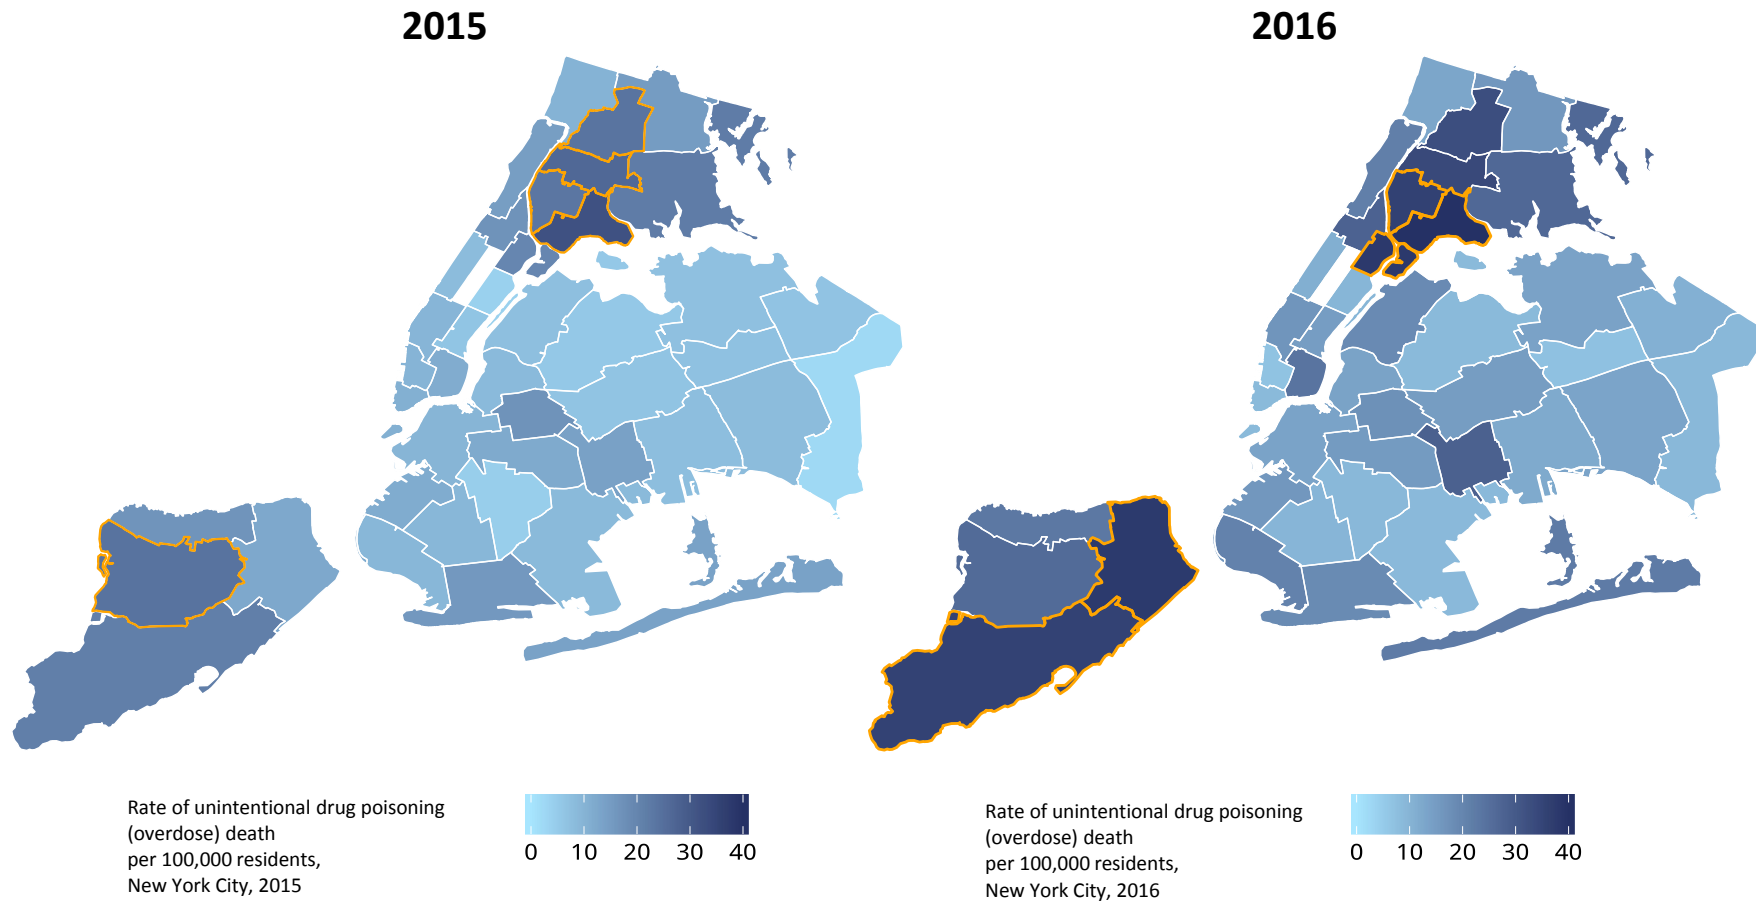 2015
2016
Rate of unintentional drug poisoning
(overdose) death
per 100,000 residents,
New York City, 2015
0 10 20 30 40
Rate of unintentional drug poisoning
(overdose) death
per 100,000 residents,
New York City, 2016
0 10 20 30 40